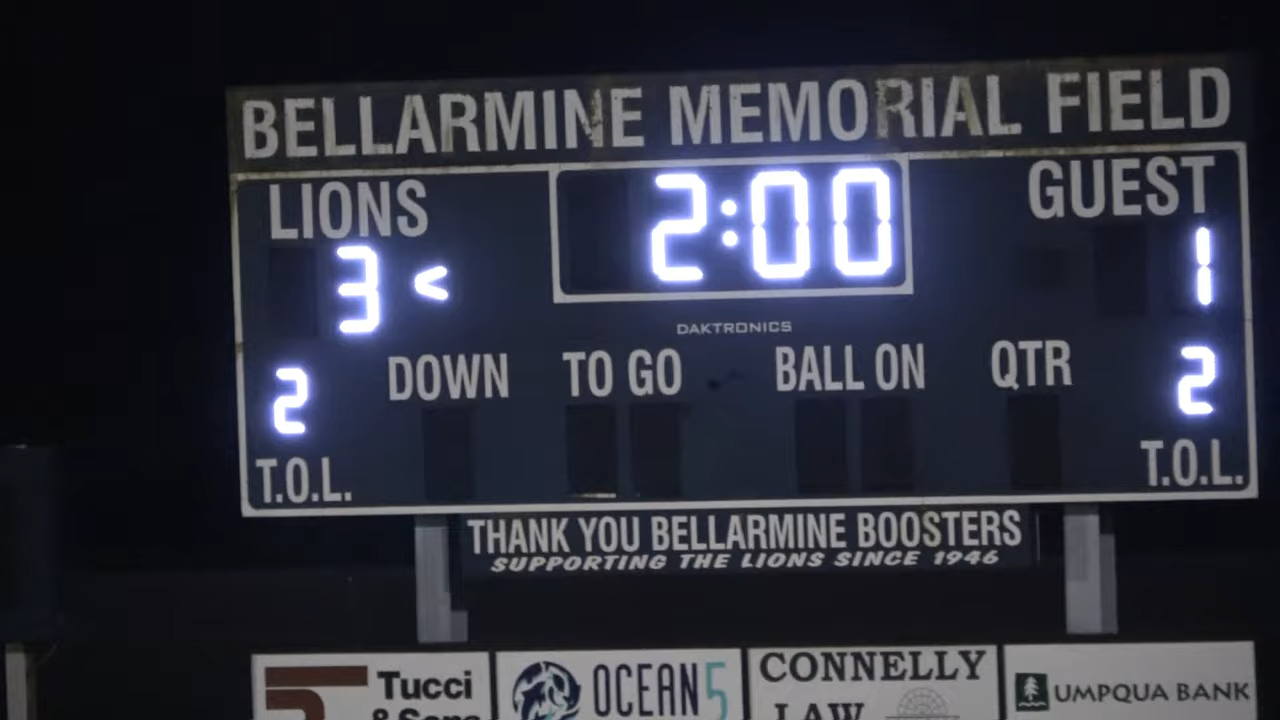 BELLARMINE MEMORIAL FIELD
LIONS 2:00 GUEST
3 < 1
DAKTRONICS
DOWN TO GO BALL ON QTR
2 2
T.O.L. T.O.L.
THANK YOU BELLARMINE BOOSTERS
SUPPORTING THE LIONS SINCE 1946
Tucci
& Sons
OCEAN5
CONNELLY
LAW
UMPQUA BANK